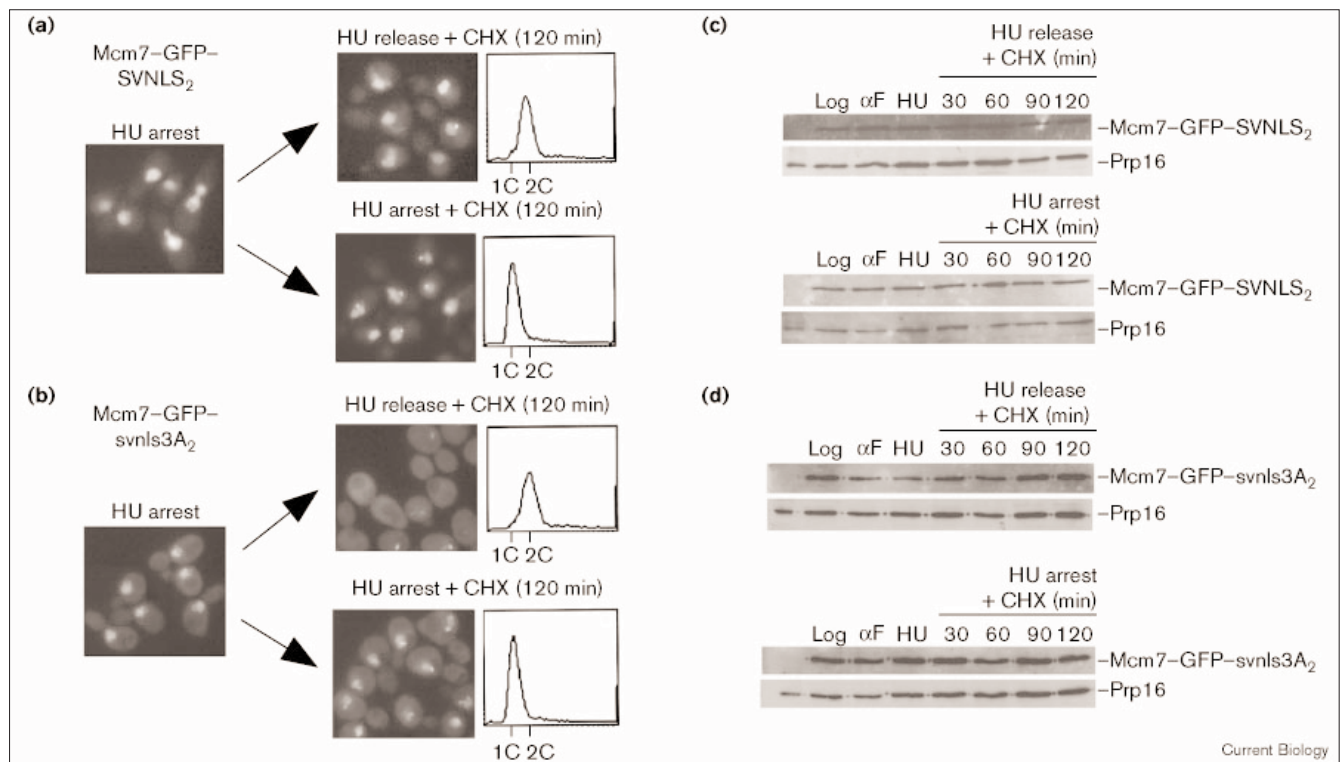 (a)
Mcm7–GFP–
SVNLS₂
HU arrest
HU release + CHX (120 min)
1C 2C
HU arrest + CHX (120 min)
1C 2C
(b)
Mcm7–GFP–
svnls3A₂
HU arrest
HU release + CHX (120 min)
1C 2C
HU arrest + CHX (120 min)
1C 2C
(c)
HU release
+ CHX (min)
Log αF HU 30 60 90 120
–Mcm7–GFP–SVNLS₂
–Prp16
HU arrest
+ CHX (min)
Log αF HU 30 60 90 120
–Mcm7–GFP–SVNLS₂
–Prp16
(d)
HU release
+ CHX (min)
Log αF HU 30 60 90 120
–Mcm7–GFP–svnls3A₂
–Prp16
HU arrest
+ CHX (min)
Log αF HU 30 60 90 120
–Mcm7–GFP–svnls3A₂
–Prp16
Current Biology